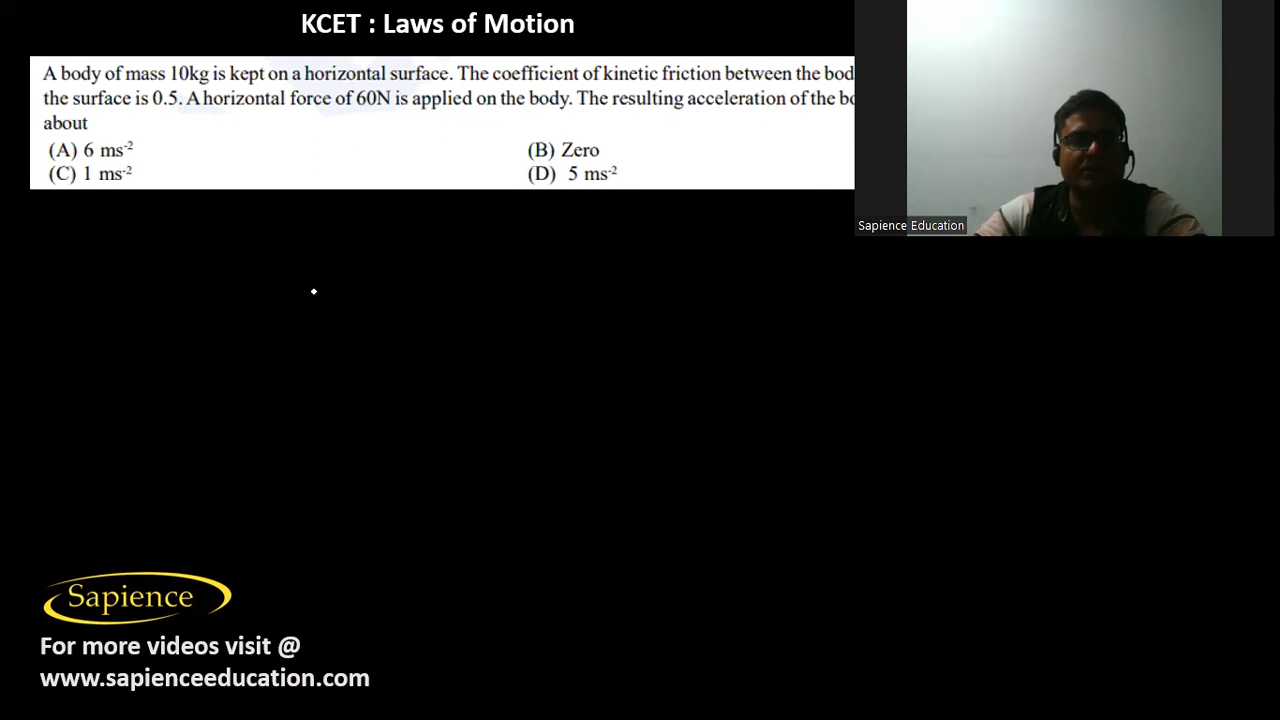 KCET : Laws of Motion
A body of mass 10kg is kept on a horizontal surface. The coefficient of kinetic friction between the
the surface is 0.5. A horizontal force of 60N is applied on the body. The resulting acceleration of the
about
(A) 6 ms⁻² (B) Zero
(C) 1 ms⁻² (D) 5 ms⁻²
Sapience Education
Sapience
For more videos visit @
www.sapienceeducation.com